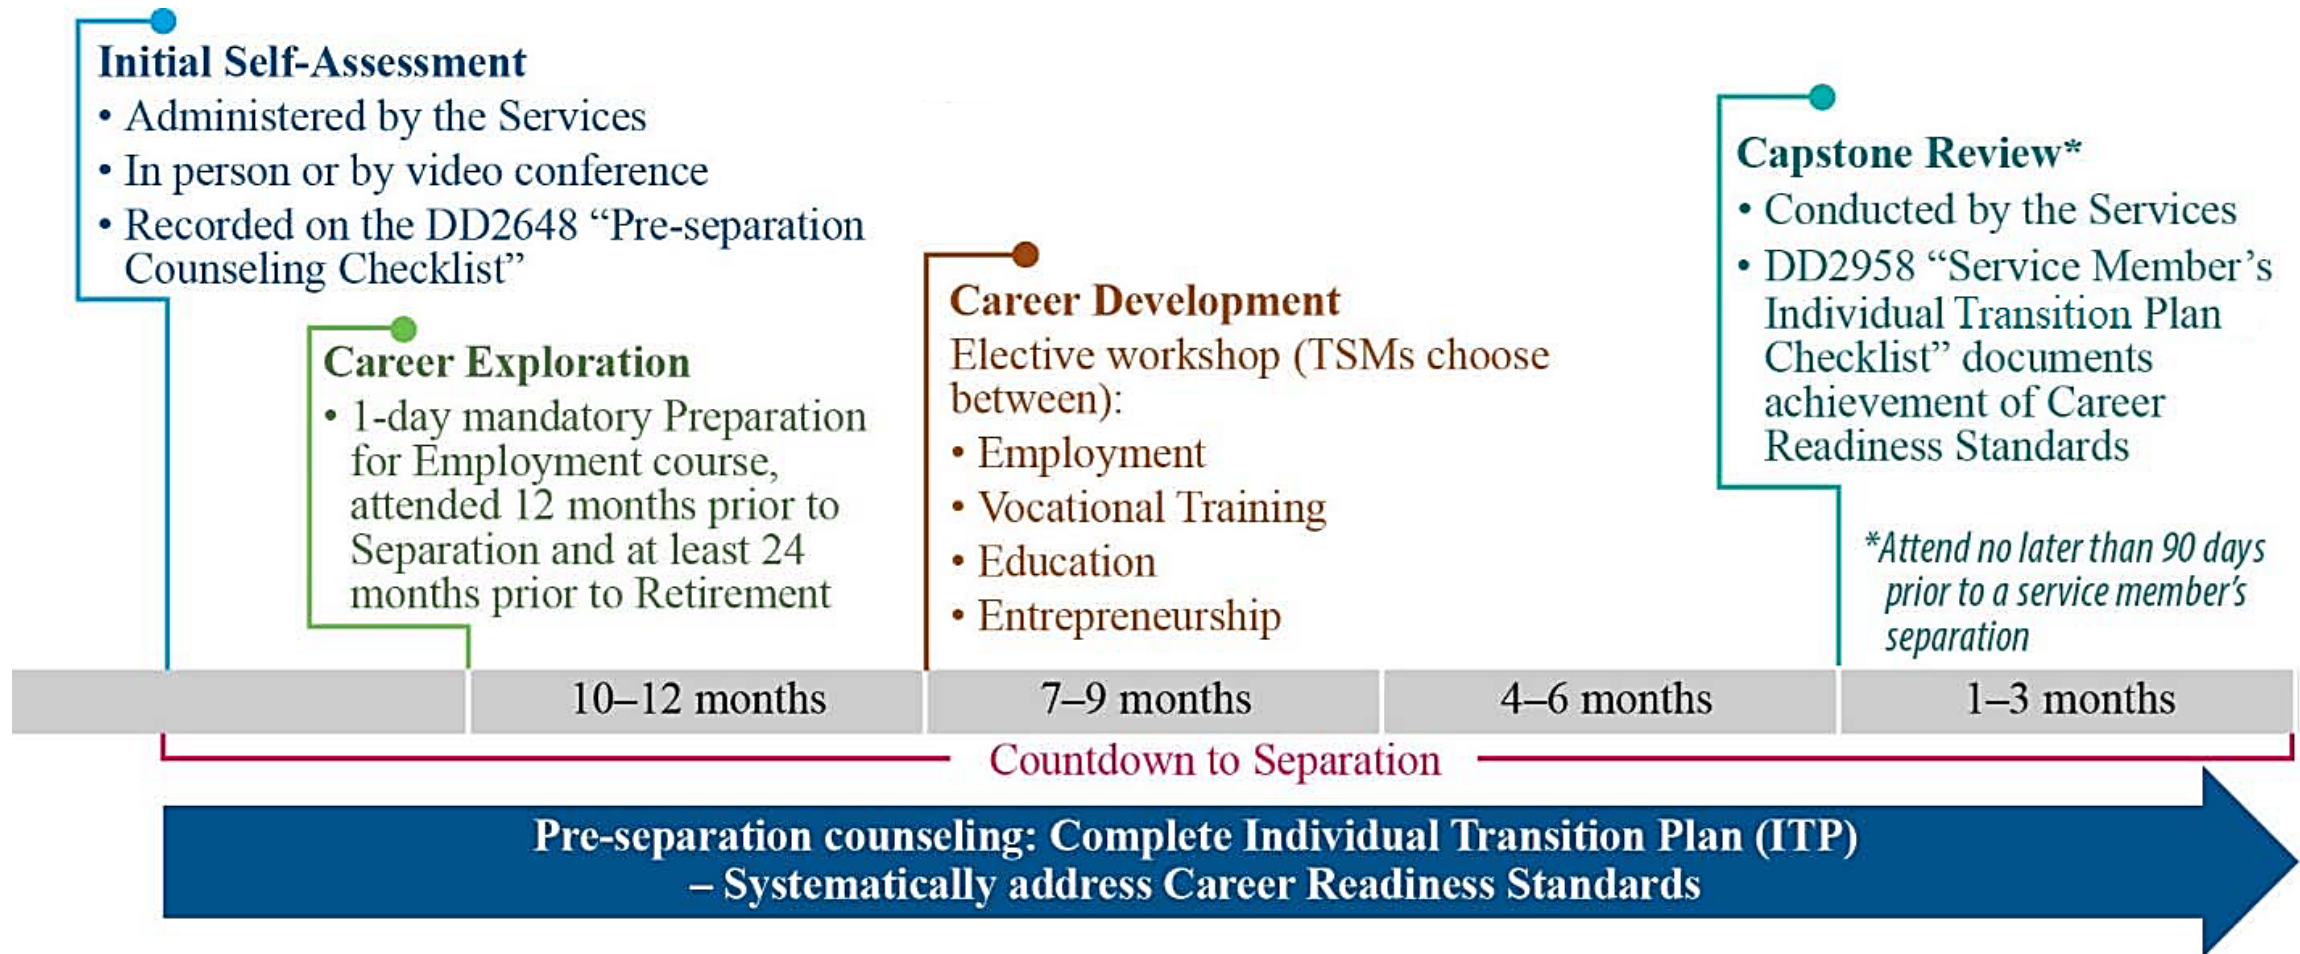 Initial Self-Assessment
• Administered by the Services
• In person or by video conference
• Recorded on the DD2648 “Pre-separation
Counseling Checklist”
Career Exploration
• 1-day mandatory Preparation
for Employment course,
attended 12 months prior to
Separation and at least 24
months prior to Retirement
Career Development
Elective workshop (TSMs choose
between):
• Employment
• Vocational Training
• Education
• Entrepreneurship
Capstone Review*
• Conducted by the Services
• DD2958 “Service Member’s
Individual Transition Plan
Checklist” documents
achievement of Career
Readiness Standards
*Attend no later than 90 days
prior to a service member’s
separation
10–12 months
7–9 months
4–6 months
1–3 months
Countdown to Separation
Pre-separation counseling: Complete Individual Transition Plan (ITP)
– Systematically address Career Readiness Standards